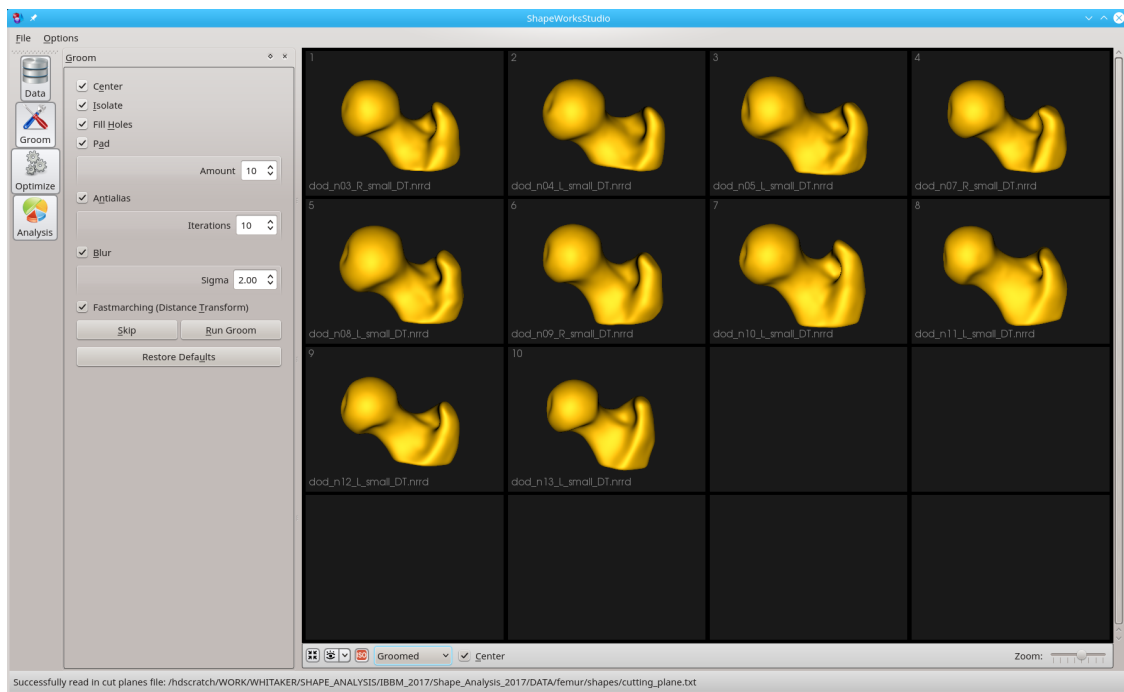 ShapeWorksStudio
File Options
Groom
Data
Groom
Optimize
Analysis
Center
Isolate
Fill Holes
Pad
Amount 10
Antialias
Iterations 10
Blur
Sigma 2.00
Fastmarching (Distance Transform)
Skip Run Groom
Restore Defaults
1 2 3 4
dod_n03_R_small_DT.nrrd dod_n04_L_small_DT.nrrd dod_n05_L_small_DT.nrrd dod_n07_R_small_DT.nrrd
5 6 7 8
dod_n08_L_small_DT.nrrd dod_n09_R_small_DT.nrrd dod_n10_L_small_DT.nrrd dod_n11_L_small_DT.nrrd
9 10
dod_n12_L_small_DT.nrrd dod_n13_L_small_DT.nrrd
ISO Groomed Center Zoom:
Successfully read in cut planes file: /hdscratch/WORK/WHITAKER/SHAPE_ANALYSIS/IBBM_2017/Shape_Analysis_2017/DATA/femur/shapes/cutting_plane.txt